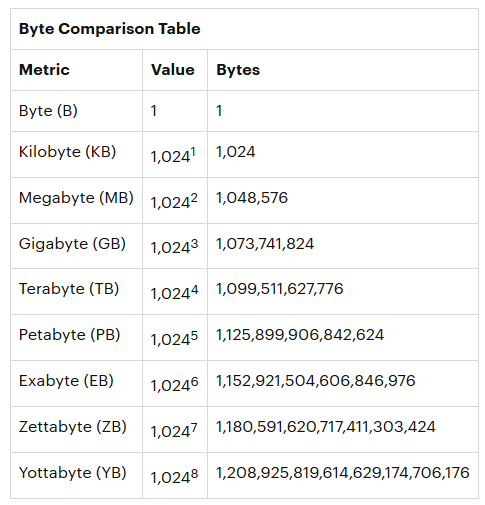 Byte Comparison Table
Metric Value Bytes
Byte (B) 1 1
Kilobyte (KB) 1,024¹ 1,024
Megabyte (MB) 1,024² 1,048,576
Gigabyte (GB) 1,024³ 1,073,741,824
Terabyte (TB) 1,024⁴ 1,099,511,627,776
Petabyte (PB) 1,024⁵ 1,125,899,906,842,624
Exabyte (EB) 1,024⁶ 1,152,921,504,606,846,976
Zettabyte (ZB) 1,024⁷ 1,180,591,620,717,411,303,424
Yottabyte (YB) 1,024⁸ 1,208,925,819,614,629,174,706,176